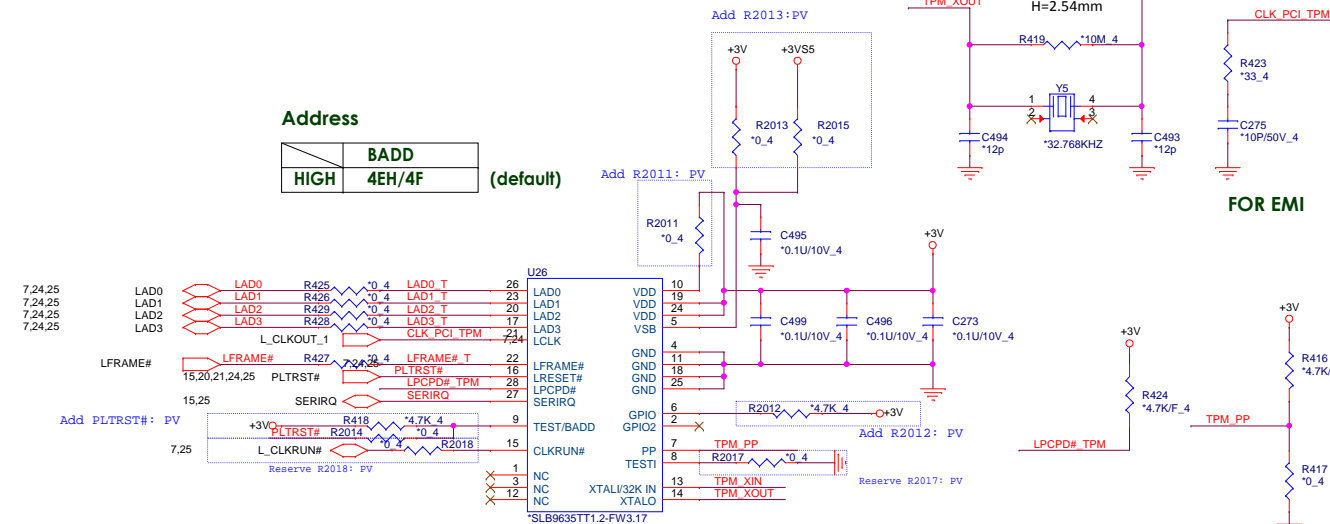 Add R2013:PV
TPM_XOUT
H=2.54mm
CLK_PCI_TPM
+3V
+3VS5
R419
*10M_4
R423
*33_4
Y5
1
4
2
3
Address
R2013
*0_4
R2015
*0_4
C494
*12p
*32.768KHZ
C493
*12p
C275
*10P/50V_4
BADD
HIGH 4EH/4F (default)
Add R2011: PV
FOR EMI
R2011
*0_4
C495
*0.1U/10V_4
+3V
U26
7,24,25 LAD0 LAD0 R425 *0_4 LAD0_T 26 LAD0 VDD 10
7,24,25 LAD1 LAD1 R426 *0_4 LAD1_T 23 LAD1 VDD 19
7,24,25 LAD2 LAD2 R429 *0_4 LAD2_T 20 LAD2 VDD 24
7,24,25 LAD3 LAD3 R428 *0_4 LAD3_T 17 LAD3 VSB 5
L_CLKOUT_1 CLK_PCI_TPM 21 7,24 LCLK
C499
*0.1U/10V_4
C496
*0.1U/10V_4
C273
*0.1U/10V_4
+3V
+3V
GND 4
LFRAME# LFRAME# R427 *0_4 7,24,25 LFRAME#_T 22 LFRAME# GND 11
15,20,21,24,25 PLTRST# PLTRST# 16 LRESET# GND 18
LPCPD#_TPM 28 LPCPD# GND 25
15,25 SERIRQ SERIRQ 27 SERIRQ
R416
*4.7K/
R424
*4.7K/F_4
GPIO 6 R2012 *4.7K_4 +3V
GPIO2 2
Add R2012: PV
Add PLTRST#: PV
+3V R418 *4.7K_4 9 TEST/BADD
PLTRST# R2014 *0_4
7,25 L_CLKRUN# *0_4 R2018 15 CLKRUN#
Reserve R2018: PV
PP 7 TPM_PP
TESTI 8 R2017 *0_4
Reserve R2017: PV
TPM_PP
LPCPD#_TPM
R417
*0_4
1 NC
3 NC XTALI/32K IN 13 TPM_XIN
12 NC XTALO 14 TPM_XOUT
*SLB9635TT1.2-FW3.17